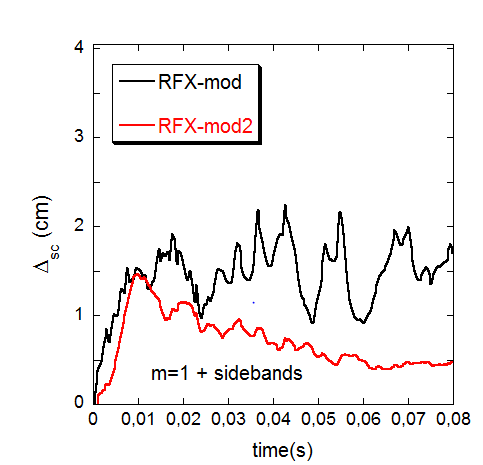 4
RFX-mod
RFX-mod2
3
Δsc (cm)
2
1
m=1 + sidebands
0
0 0,01 0,02 0,03 0,04 0,05 0,06 0,07 0,08
time(s)